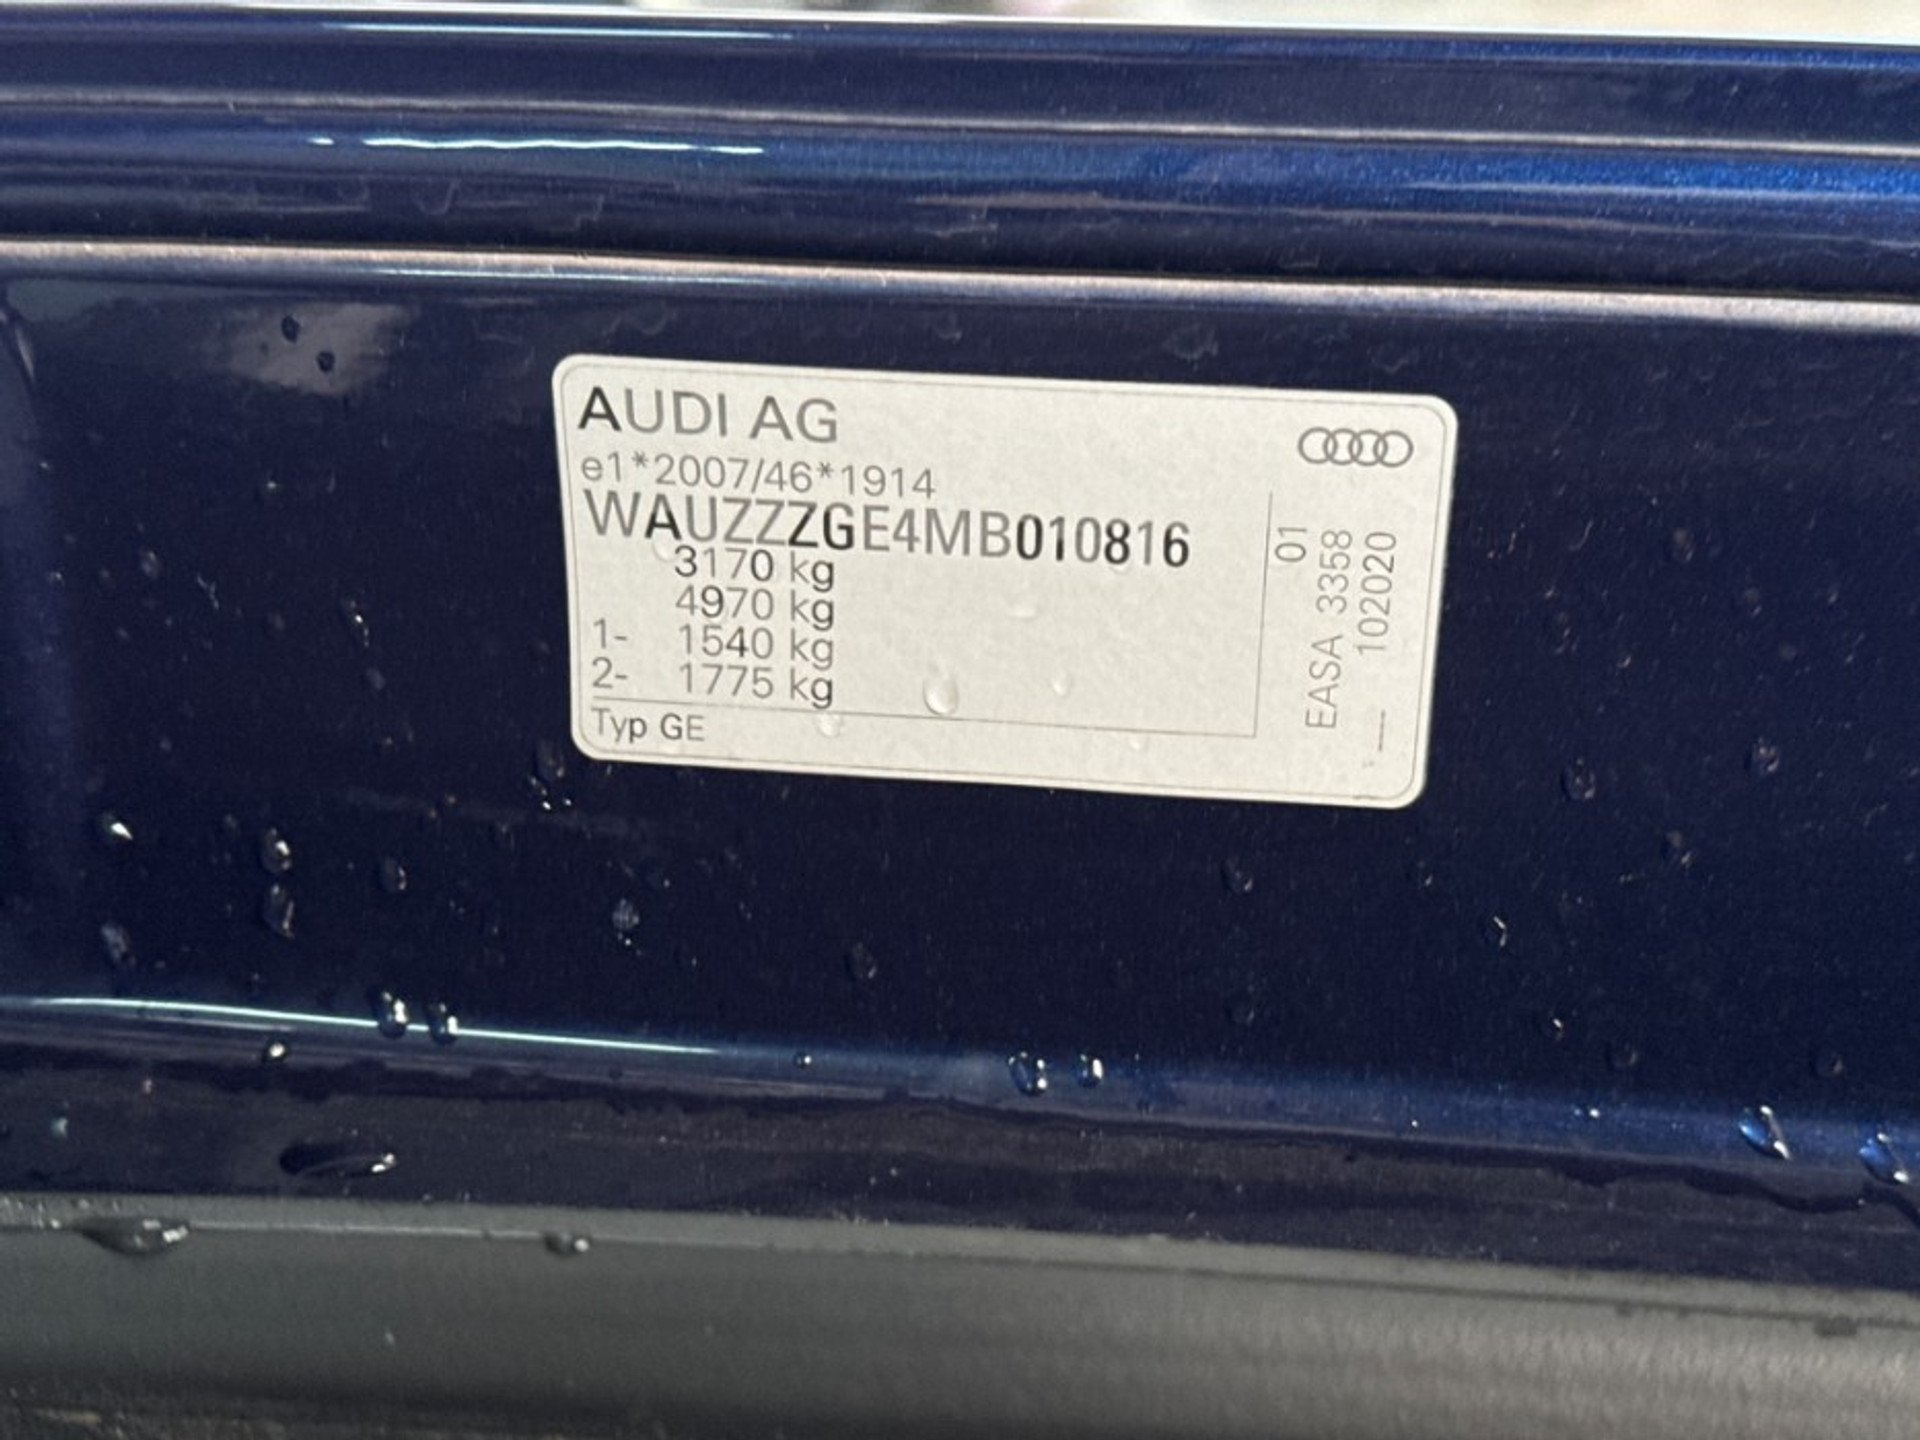 AUDI AG
e1*2007/46*1914
WAUZZZGE4MB010816
3170 kg
4970 kg
1- 1540 kg
2- 1775 kg
Typ GE
01
EASA 3358
102020